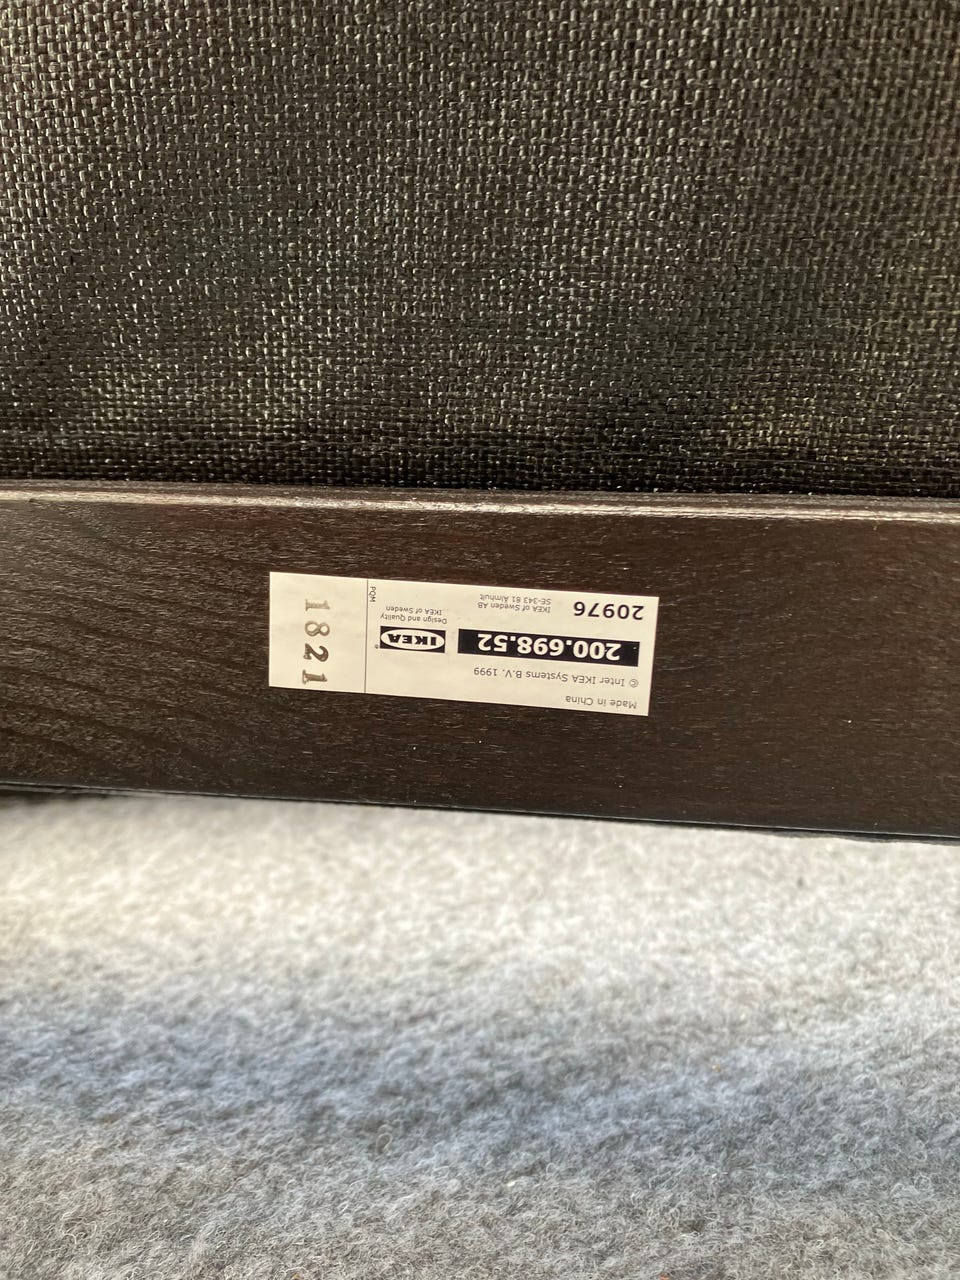 Made in China
© Inter IKEA Systems B.V. 1999
200.698.52
IKEA®
Design and Quality
IKEA of Sweden
20976
IKEA of Sweden AB
SE-343 81 Älmhult
PQM
1821